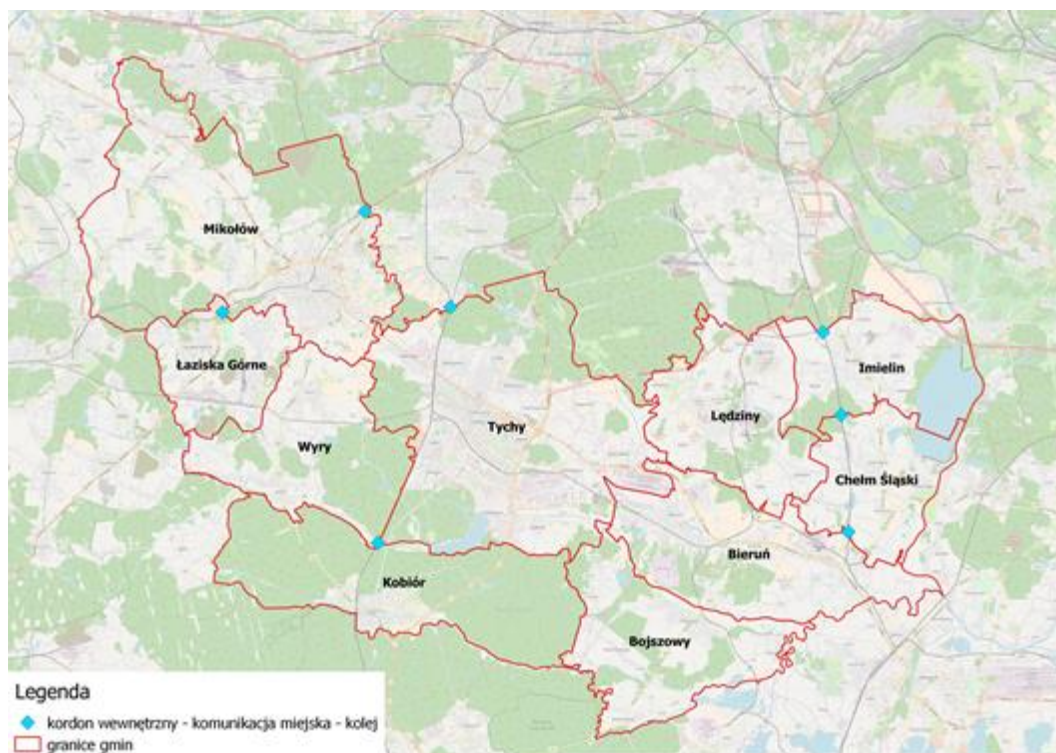 Mikołów
Łaziska Górne
Imielin
Lędziny
Tychy
Wyry
Chełm Śląski
Bieruń
Kobiór
Bojszowy
Legenda
kordon wewnętrzny - komunikacja miejska - kolej
granice gmin